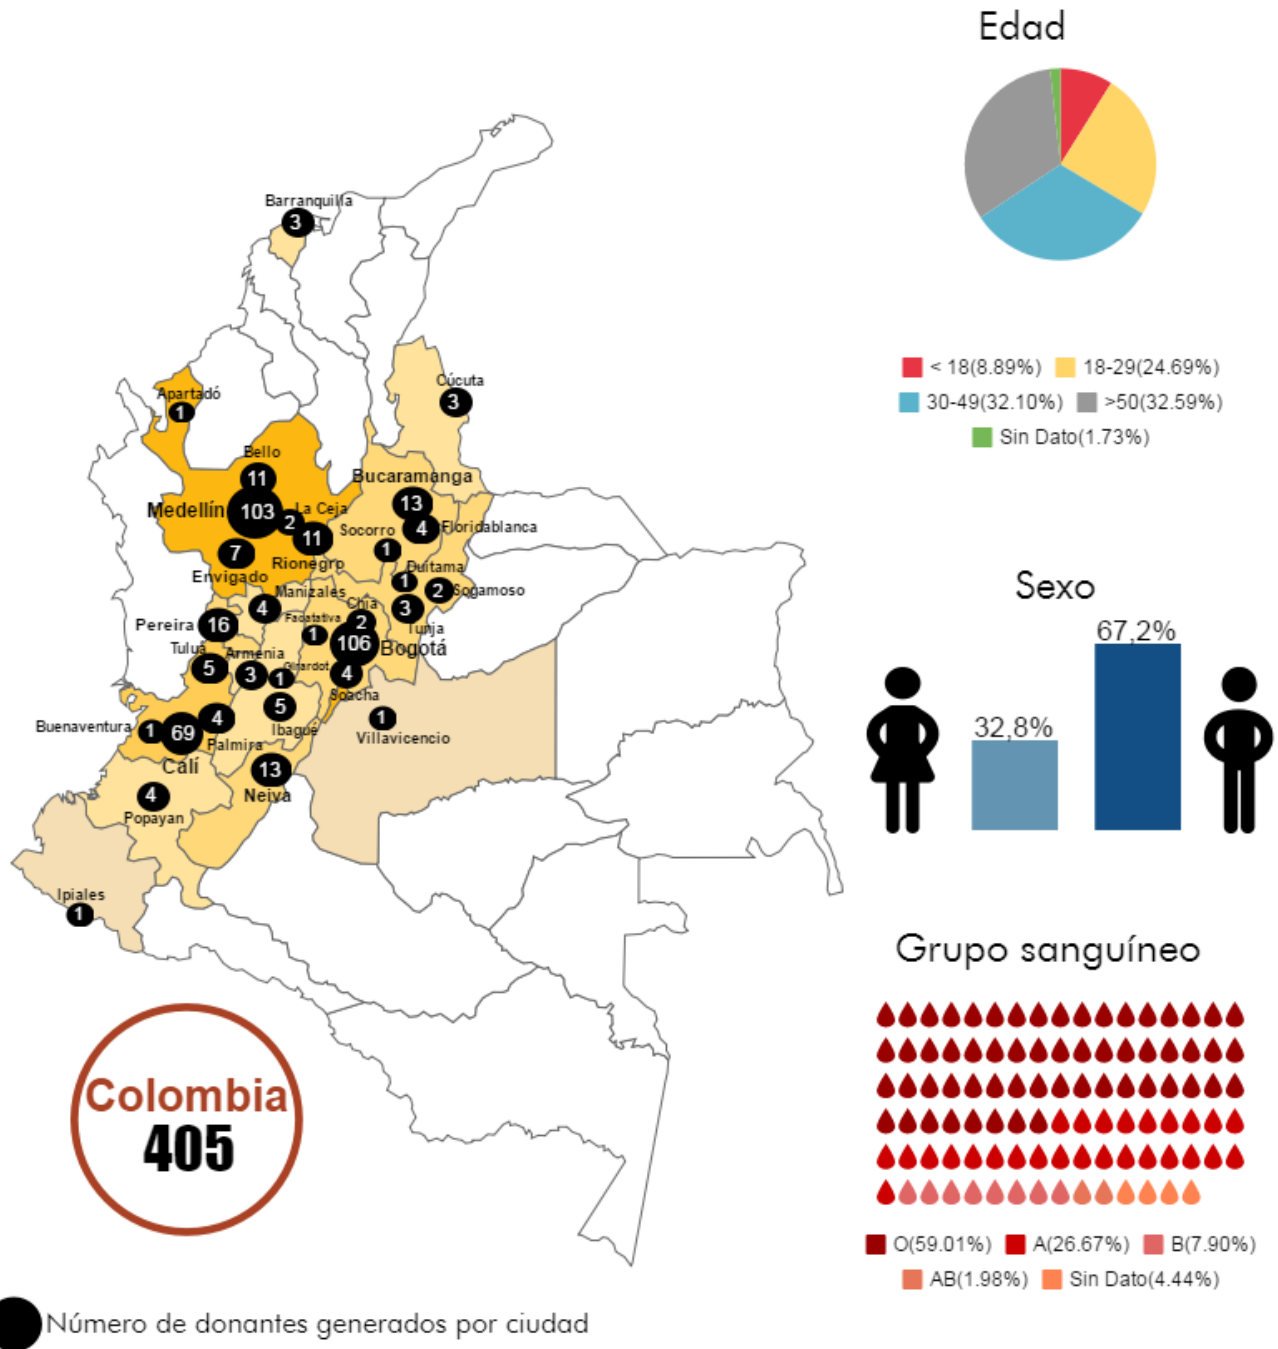 Edad
< 18(8.89%) 18-29(24.69%)
30-49(32.10%) >50(32.59%)
Sin Dato(1.73%)
Barranquilla
3
Cúcuta
3
Apartadó
1
Bello
11
Medellín 103
La Ceja
2
11
Rionegro
7
Envigado
Bucaramanga
13
4 Floridablanca
Socorro
1
Duitama
1
2 Sogamoso
3
Tunja
Manizales
4
Pereira 16
Facatativa
1
Chia
2
106 Bogotá
Tuluá
5
Armenia
3
Girardot
1
4
Soacha
5
Ibagué
1
Villavicencio
Buenaventura 1
69
Calí
4
Palmira
13
Neiva
4
Popayan
Ipiales
1
Sexo
32,8%
67,2%
Grupo sanguíneo
O(59.01%) A(26.67%) B(7.90%)
AB(1.98%) Sin Dato(4.44%)
Colombia
405
Número de donantes generados por ciudad